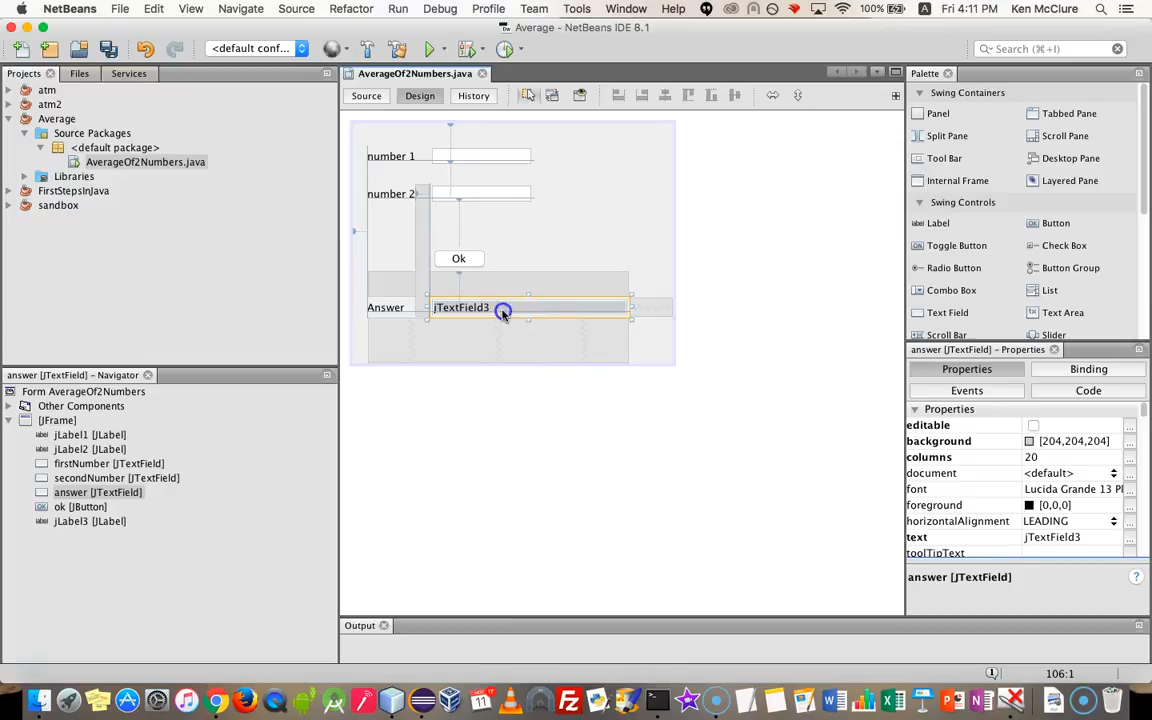 NetBeans File Edit View Navigate Source Refactor Run Debug Profile Team Tools Window Help 100% Fri 4:11 PM Ken McClure
Average - NetBeans IDE 8.1
<default conf... Search (⌘+I)
Projects Files Services
atm
atm2
Average
Source Packages
<default package>
AverageOf2Numbers.java
Libraries
FirstStepsInJava
sandbox
answer [JTextField] - Navigator
Form AverageOf2Numbers
Other Components
[JFrame]
jLabel1 [JLabel]
jLabel2 [JLabel]
firstNumber [JTextField]
secondNumber [JTextField]
answer [JTextField]
ok [JButton]
jLabel3 [JLabel]
AverageOf2Numbers.java
Source Design History
number 1
number 2
Ok
Answer jTextField3
Output
Palette
Swing Containers
Panel Tabbed Pane
Split Pane Scroll Pane
Tool Bar Desktop Pane
Internal Frame Layered Pane
Swing Controls
Label Button
Toggle Button Check Box
Radio Button Button Group
Combo Box List
Text Field Text Area
Scroll Bar Slider
answer [JTextField] - Properties
Properties Binding
Events Code
Properties
editable ...
background [204,204,204] ...
columns 20 ...
document <default> ...
font Lucida Grande 13 Pl ...
foreground [0,0,0] ...
horizontalAlignment LEADING ...
text jTextField3 ...
toolTipText
answer [JTextField]
106:1